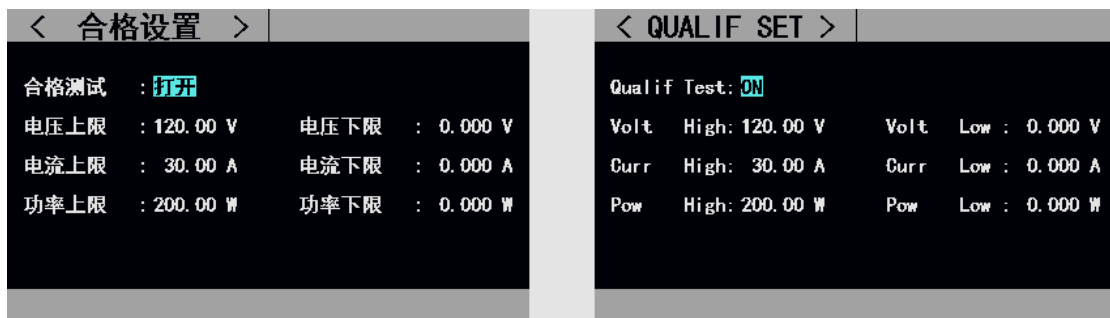 < 合格设置 >
合格测试 : 打开
电压上限 : 120.00 V 电压下限 : 0.000 V
电流上限 : 30.00 A 电流下限 : 0.000 A
功率上限 : 200.00 W 功率下限 : 0.000 W
< QUALIF SET >
Qualif Test: ON
Volt High: 120.00 V Volt Low : 0.000 V
Curr High: 30.00 A Curr Low : 0.000 A
Pow High: 200.00 W Pow Low : 0.000 W